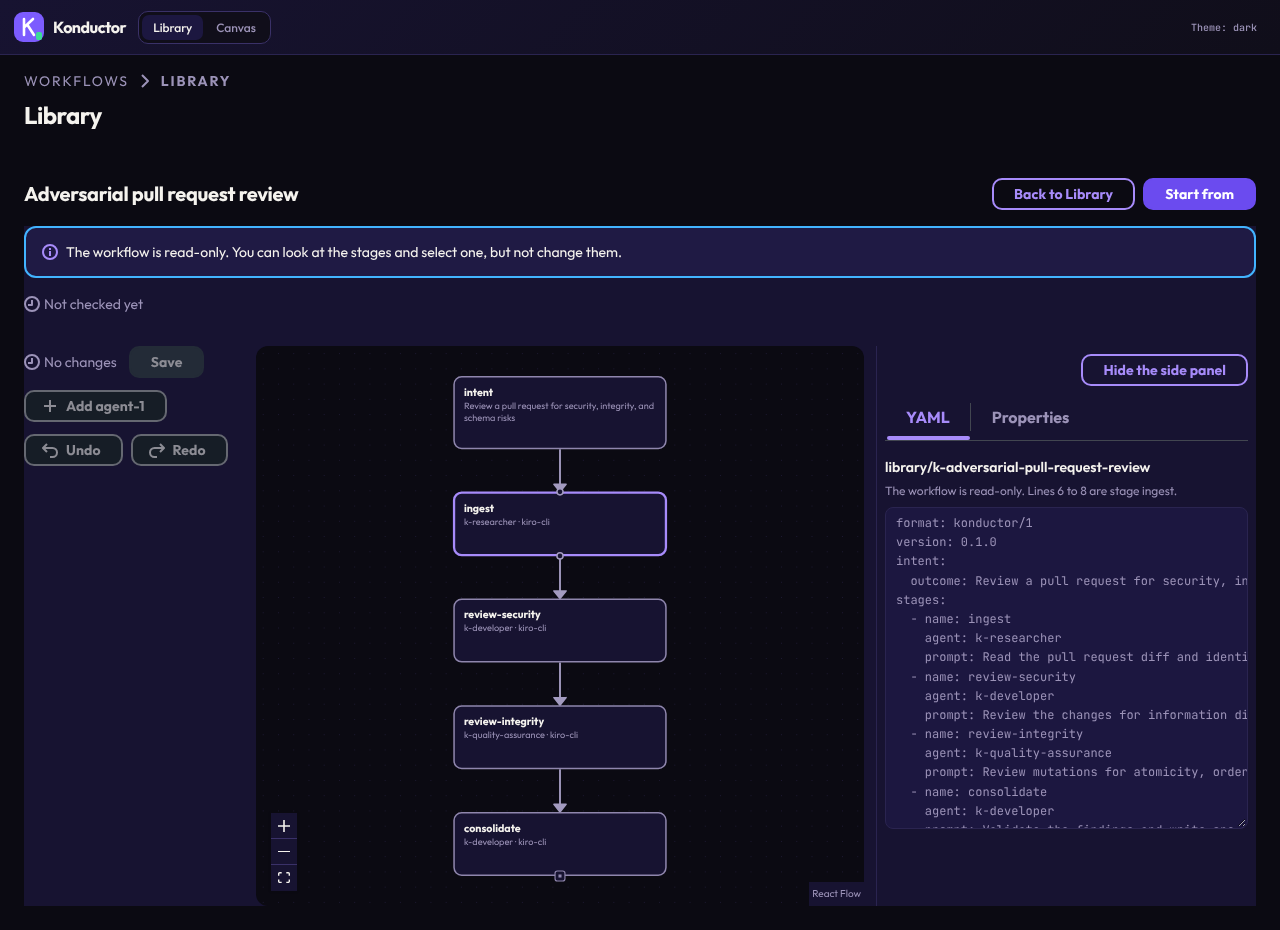 K Konductor
Library
Canvas
Theme: dark
WORKFLOWS > LIBRARY
Library
Adversarial pull request review
Back to Library
Start from
The workflow is read-only. You can look at the stages and select one, but not change them.
Not checked yet
No changes
Save
+ Add agent-1
Undo
Redo
intent
Review a pull request for security, integrity, and
schema risks
ingest
k-researcher · kiro-cli
review-security
k-developer · kiro-cli
review-integrity
k-quality-assurance · kiro-cli
consolidate
k-developer · kiro-cli
React Flow
Hide the side panel
YAML
Properties
library/k-adversarial-pull-request-review
The workflow is read-only. Lines 6 to 8 are stage ingest.
format: konductor/1
version: 0.1.0
intent:
  outcome: Review a pull request for security, in
stages:
  - name: ingest
    agent: k-researcher
    prompt: Read the pull request diff and identi
  - name: review-security
    agent: k-developer
    prompt: Review the changes for information di
  - name: review-integrity
    agent: k-quality-assurance
    prompt: Review mutations for atomicity, order
  - name: consolidate
    agent: k-developer